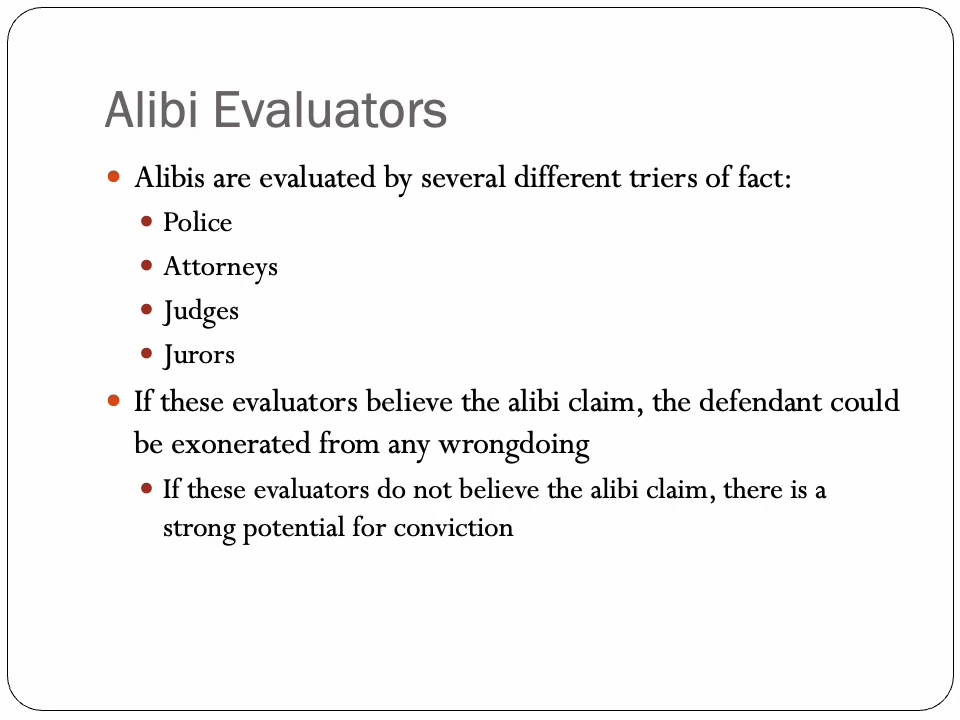 Alibi Evaluators
Alibis are evaluated by several different triers of fact:
Police
Attorneys
Judges
Jurors
If these evaluators believe the alibi claim, the defendant could
be exonerated from any wrongdoing
If these evaluators do not believe the alibi claim, there is a
strong potential for conviction